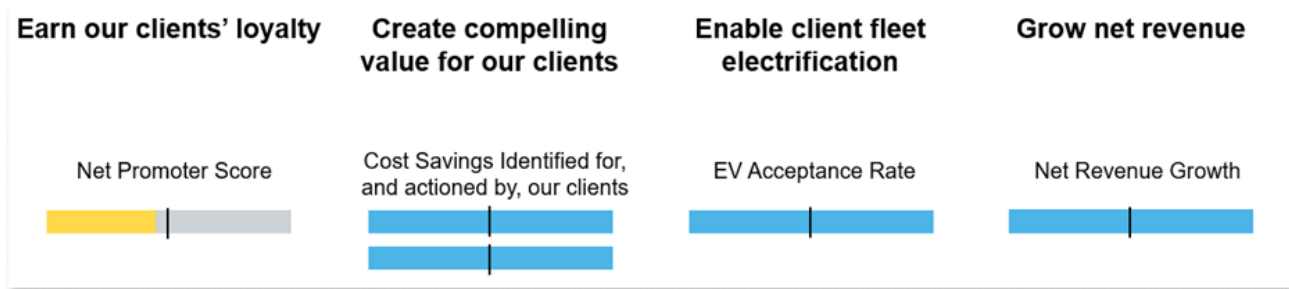 Earn our clients’ loyalty
Create compelling
value for our clients
Enable client fleet
electrification
Grow net revenue
Net Promoter Score
Cost Savings Identified for,
and actioned by, our clients
EV Acceptance Rate
Net Revenue Growth